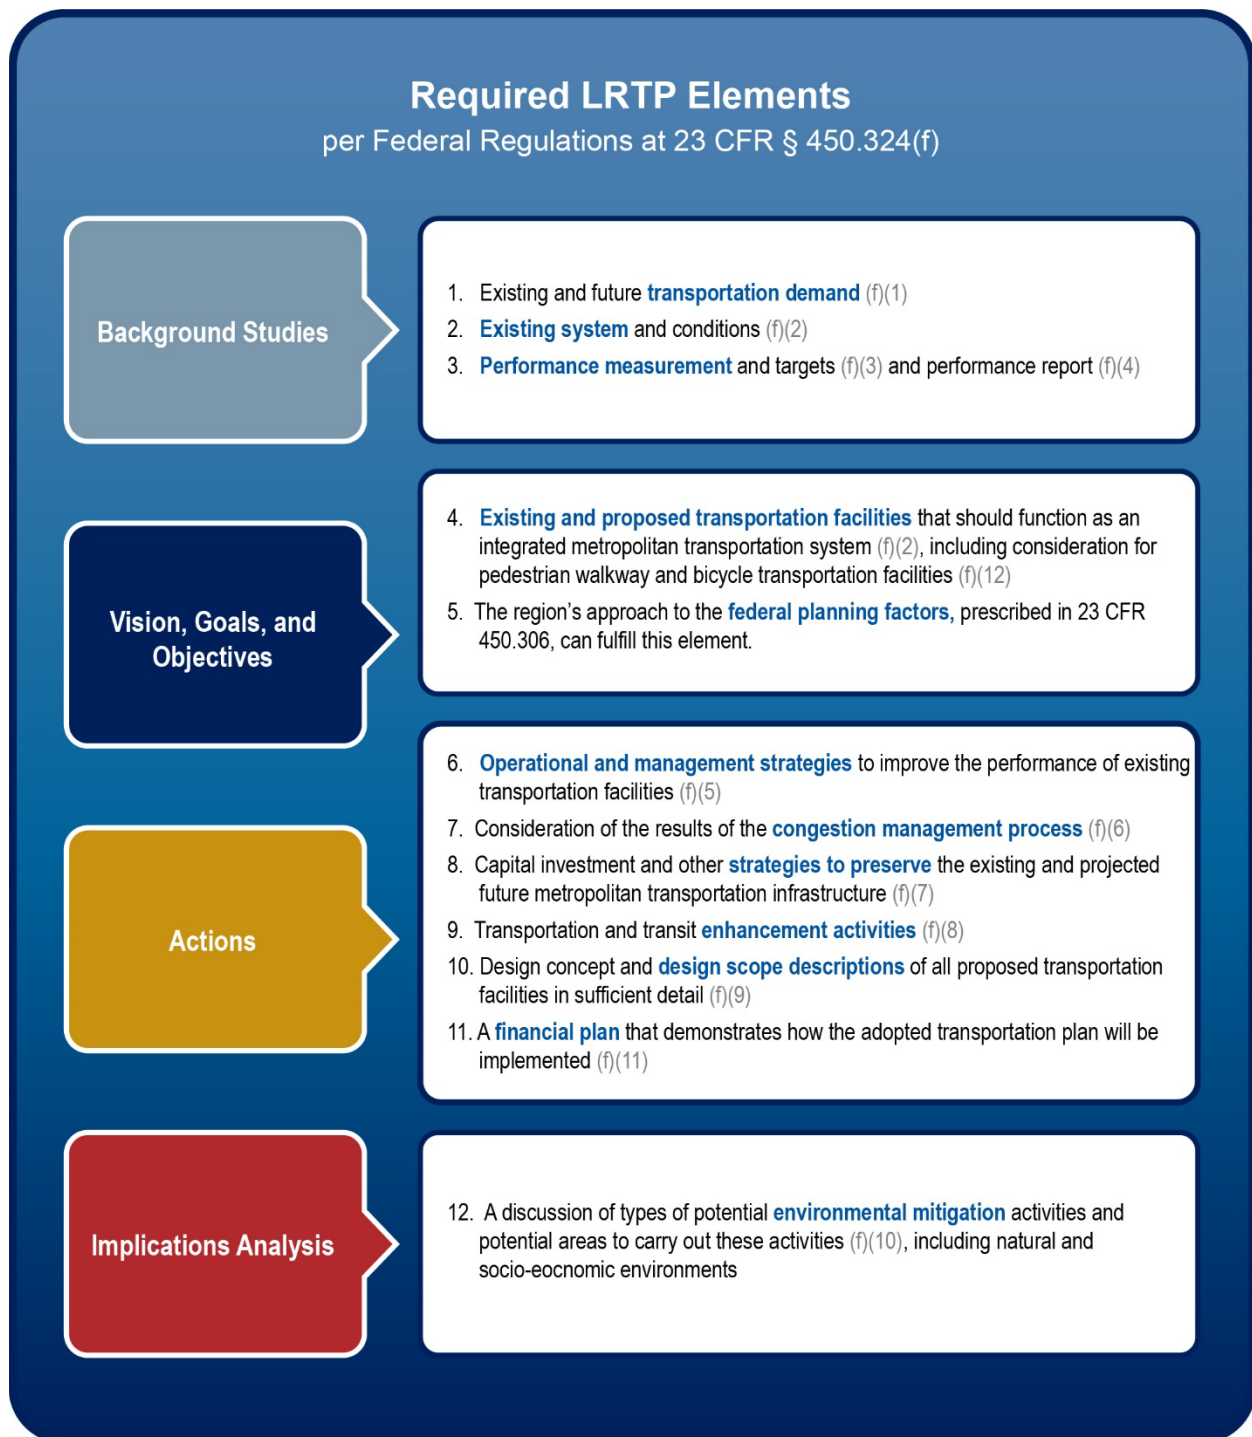 Required LRTP Elements
per Federal Regulations at 23 CFR § 450.324(f)
Background Studies
1. Existing and future transportation demand (f)(1)
2. Existing system and conditions (f)(2)
3. Performance measurement and targets (f)(3) and performance report (f)(4)
Vision, Goals, and
Objectives
4. Existing and proposed transportation facilities that should function as an
integrated metropolitan transportation system (f)(2), including consideration for
pedestrian walkway and bicycle transportation facilities (f)(12)
5. The region’s approach to the federal planning factors, prescribed in 23 CFR
450.306, can fulfill this element.
Actions
6. Operational and management strategies to improve the performance of existing
transportation facilities (f)(5)
7. Consideration of the results of the congestion management process (f)(6)
8. Capital investment and other strategies to preserve the existing and projected
future metropolitan transportation infrastructure (f)(7)
9. Transportation and transit enhancement activities (f)(8)
10. Design concept and design scope descriptions of all proposed transportation
facilities in sufficient detail (f)(9)
11. A financial plan that demonstrates how the adopted transportation plan will be
implemented (f)(11)
Implications Analysis
12. A discussion of types of potential environmental mitigation activities and
potential areas to carry out these activities (f)(10), including natural and
socio-eocnomic environments